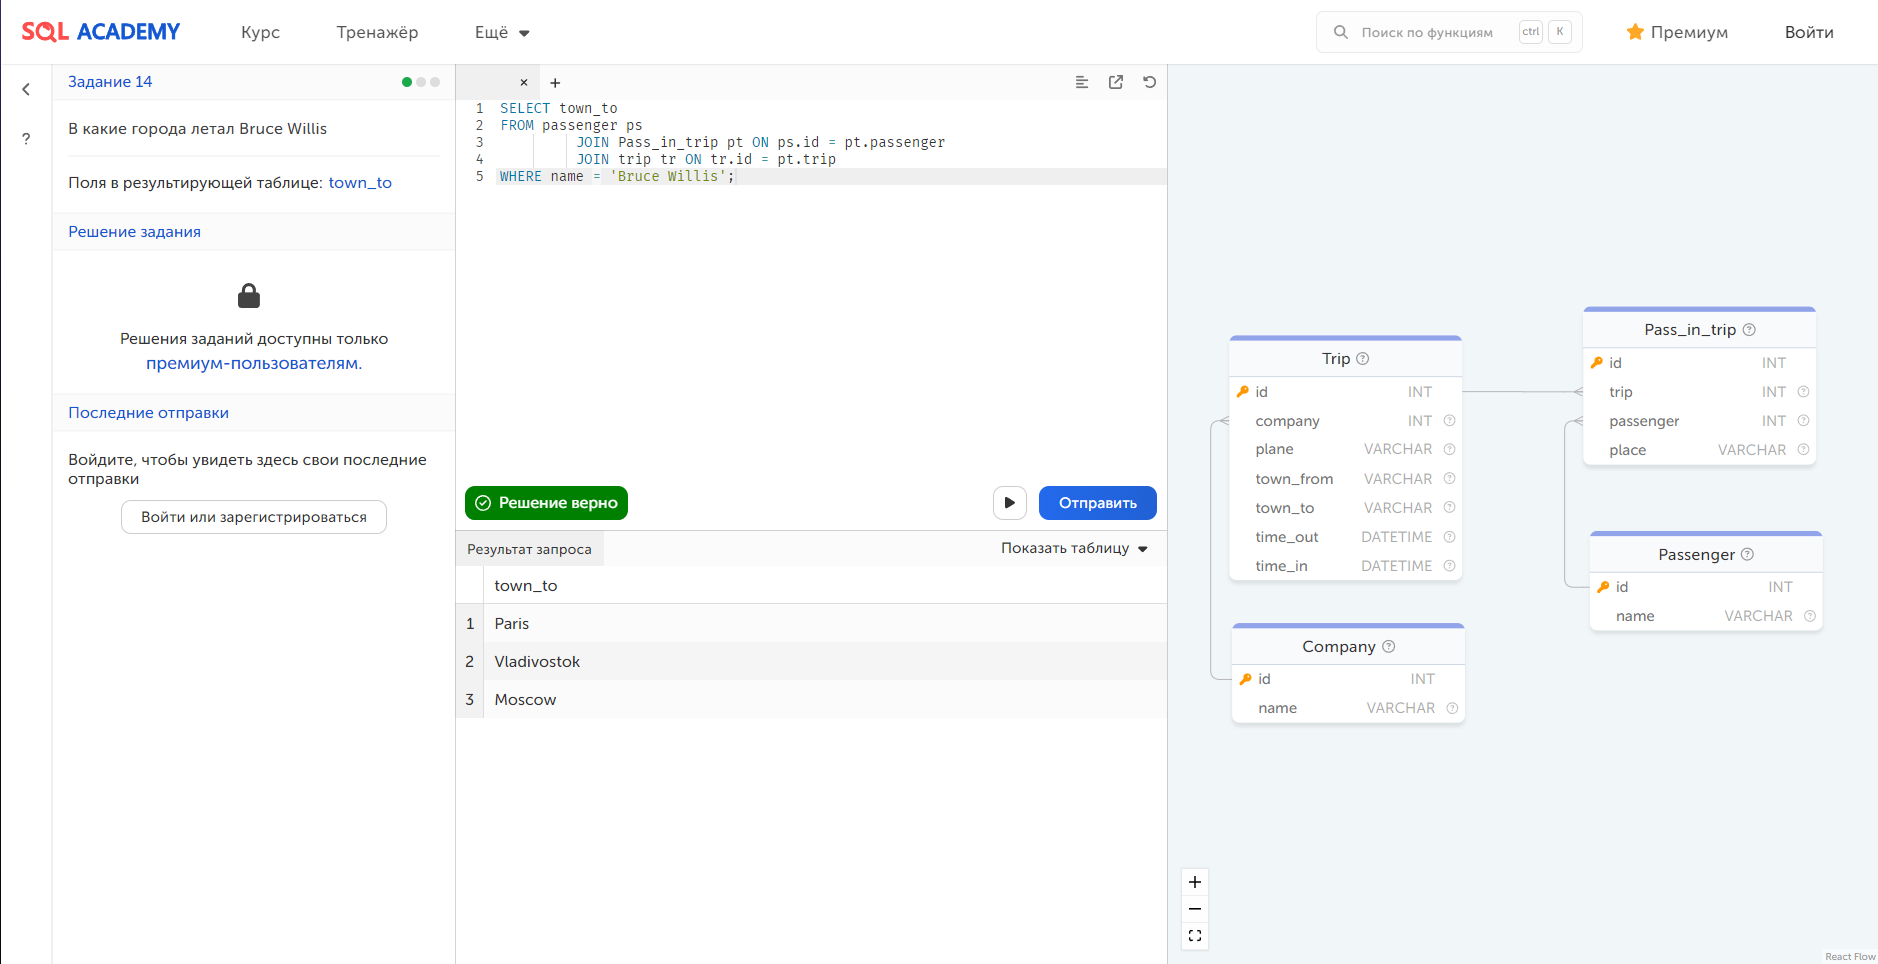 SQL ACADEMY
Курс
Тренажёр
Ещё
Поиск по функциям
ctrl
K
Премиум
Войти
?
Задание 14
В какие города летал Bruce Willis
Поля в результирующей таблице: town_to
Решение задания
Решения заданий доступны только
премиум-пользователям.
Последние отправки
Войдите, чтобы увидеть здесь свои последние
отправки
Войти или зарегистрироваться
1 SELECT town_to
2 FROM passenger ps
3 JOIN Pass_in_trip pt ON ps.id = pt.passenger
4 JOIN trip tr ON tr.id = pt.trip
5 WHERE name = 'Bruce Willis';
Решение верно
Отправить
Результат запроса
Показать таблицу
town_to
1 Paris
2 Vladivostok
3 Moscow
Trip
id INT
company INT
plane VARCHAR
town_from VARCHAR
town_to VARCHAR
time_out DATETIME
time_in DATETIME
Company
id INT
name VARCHAR
Pass_in_trip
id INT
trip INT
passenger INT
place VARCHAR
Passenger
id INT
name VARCHAR
React Flow